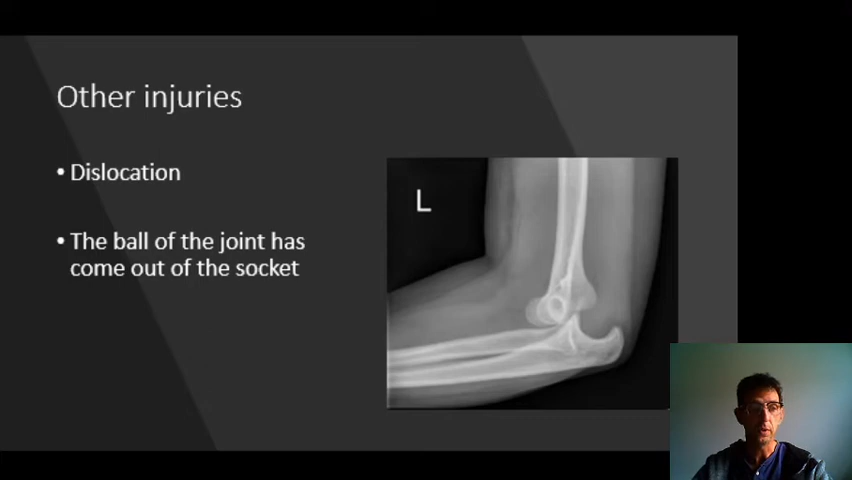 Other injuries
• Dislocation
• The ball of the joint has
come out of the socket
L